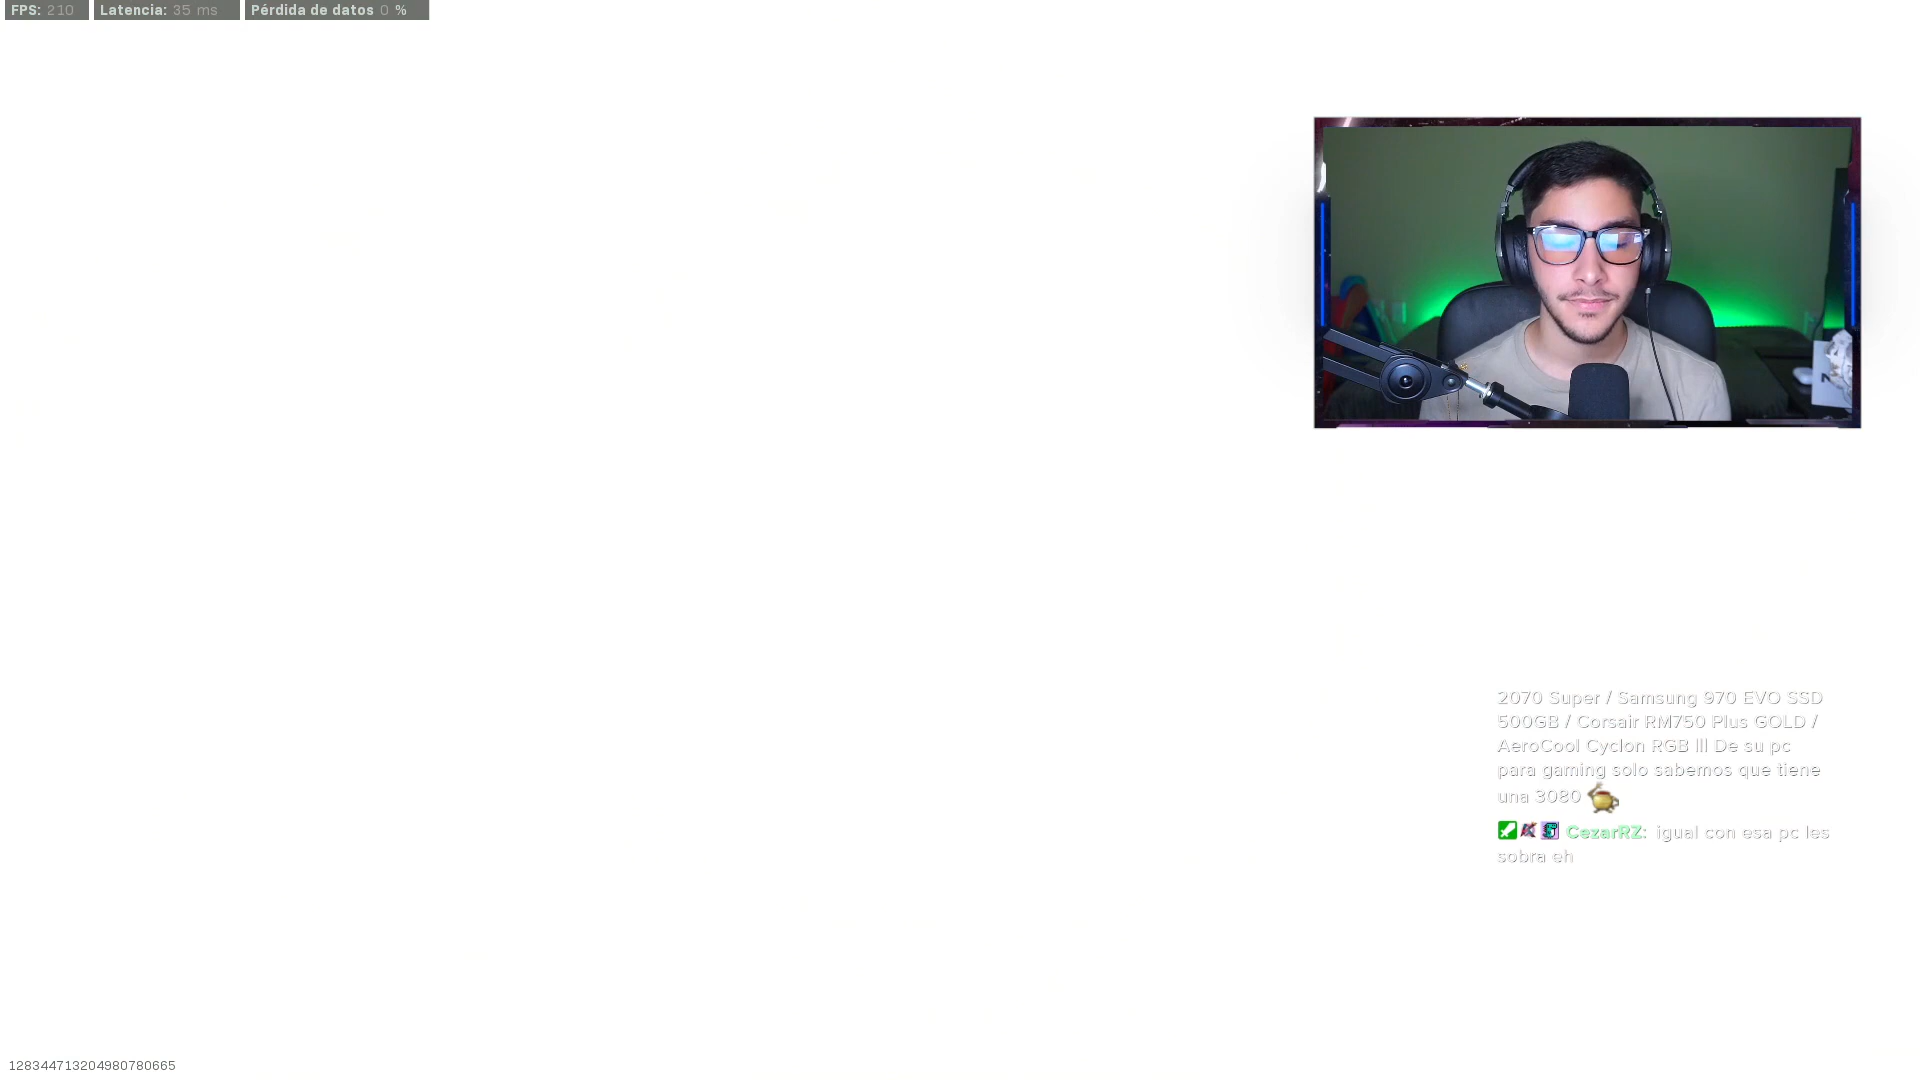 FPS: 210 Latencia: 35 ms Pérdida de datos 0 %
2070 Super / Samsung 970 EVO SSD
500GB / Corsair RM750 Plus GOLD /
AeroCool Cyclon RGB III De su pc
para gaming solo sabemos que tiene
una 3080
CezarRZ: igual con esa pc les
sobra eh
128344713204980780665